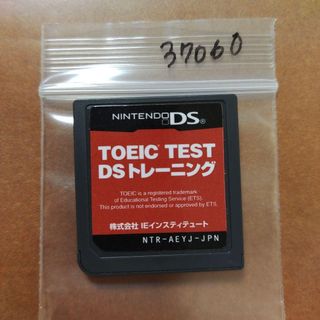 37060
NINTENDO DS®
TOEIC TEST
DSトレーニング
TOEIC is a registered trademark
of Educational Testing Service (ETS).
This product is not endorsed or approved by ETS.
株式会社 IEインスティテュート
NTR-AEYJ-JPN